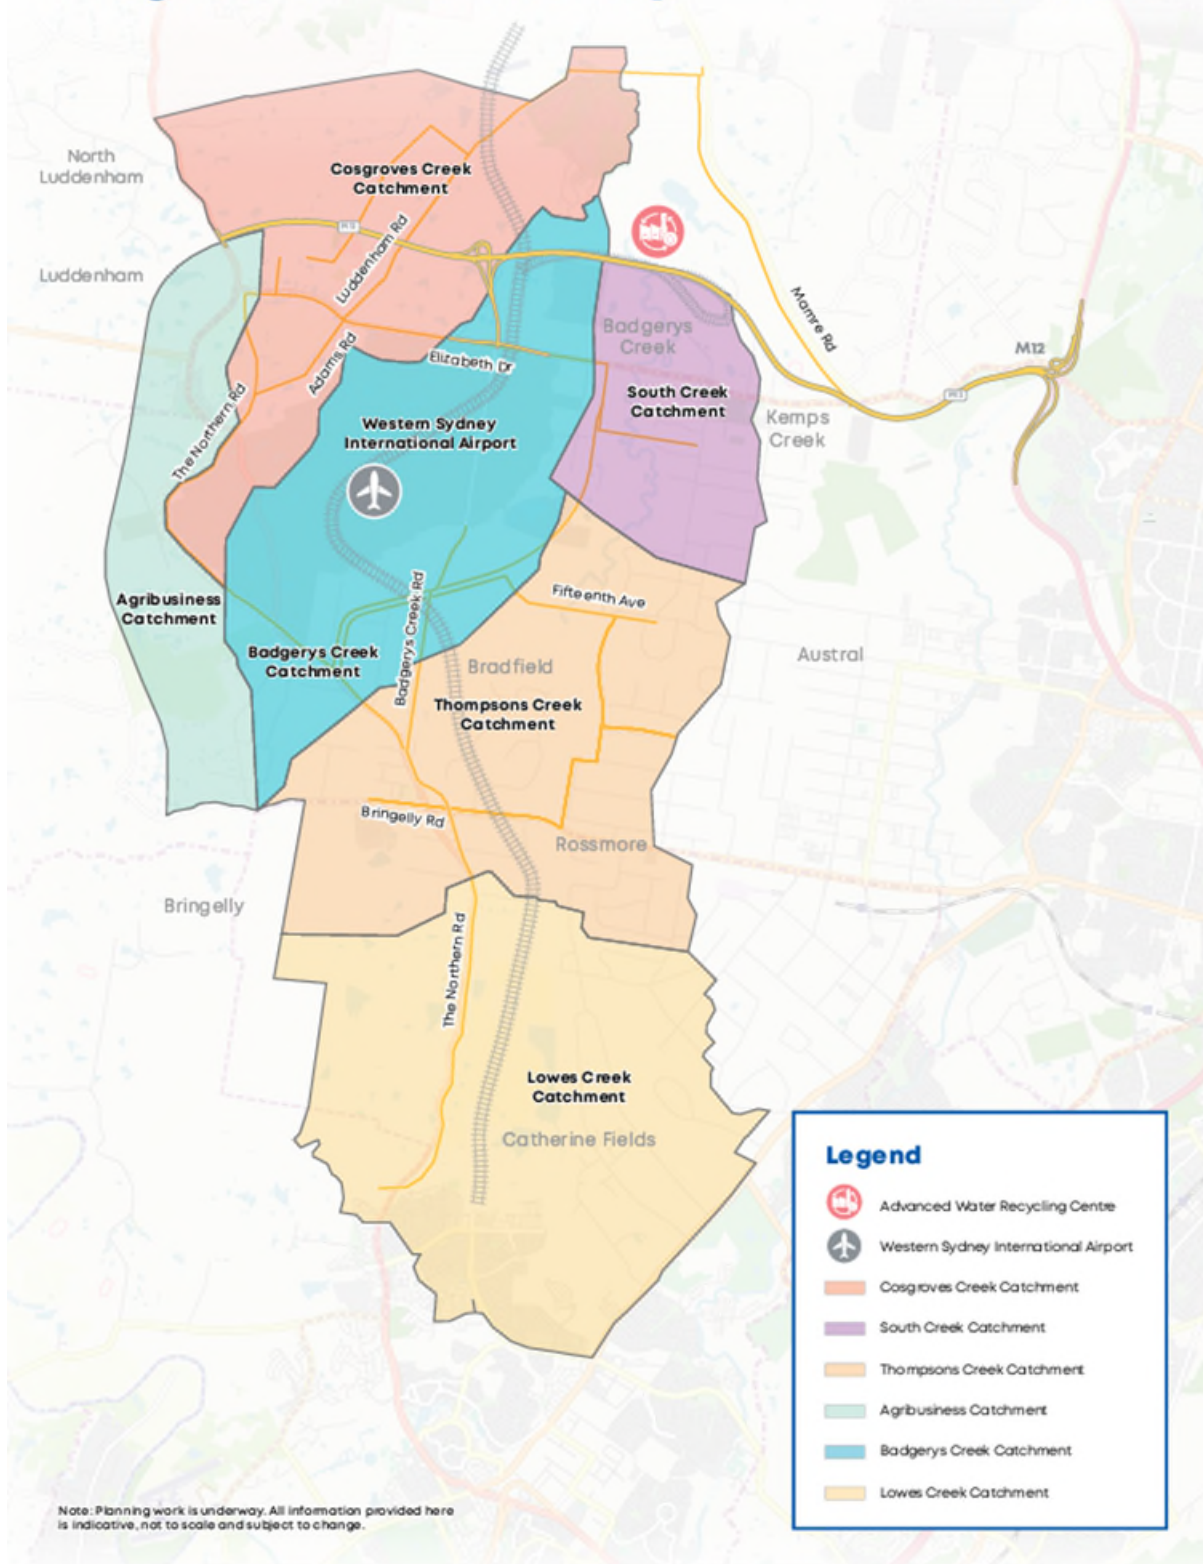 North
Luddenham
Cosgroves Creek
Catchment
M12
Luddenham Rd
Luddenham
Mamre Rd
Badgerys
Creek
M12
Adams Rd
Elizabeth Dr
M12
South Creek
Catchment
The Northern Rd
Western Sydney
International Airport
Kemps
Creek
Agribusiness
Catchment
Badgerys Creek Rd
Fifteenth Ave
Badgerys Creek
Catchment
Bradfield
Austral
Thompsons Creek
Catchment
Bringelly Rd
Rossmore
Bringelly
The Northern Rd
Lowes Creek
Catchment
Catherine Fields
Legend
Advanced Water Recycling Centre
Western Sydney International Airport
Cosgroves Creek Catchment
South Creek Catchment
Thompsons Creek Catchment
Agribusiness Catchment
Badgerys Creek Catchment
Lowes Creek Catchment
Note: Planning work is underway. All information provided here
is indicative, not to scale and subject to change.